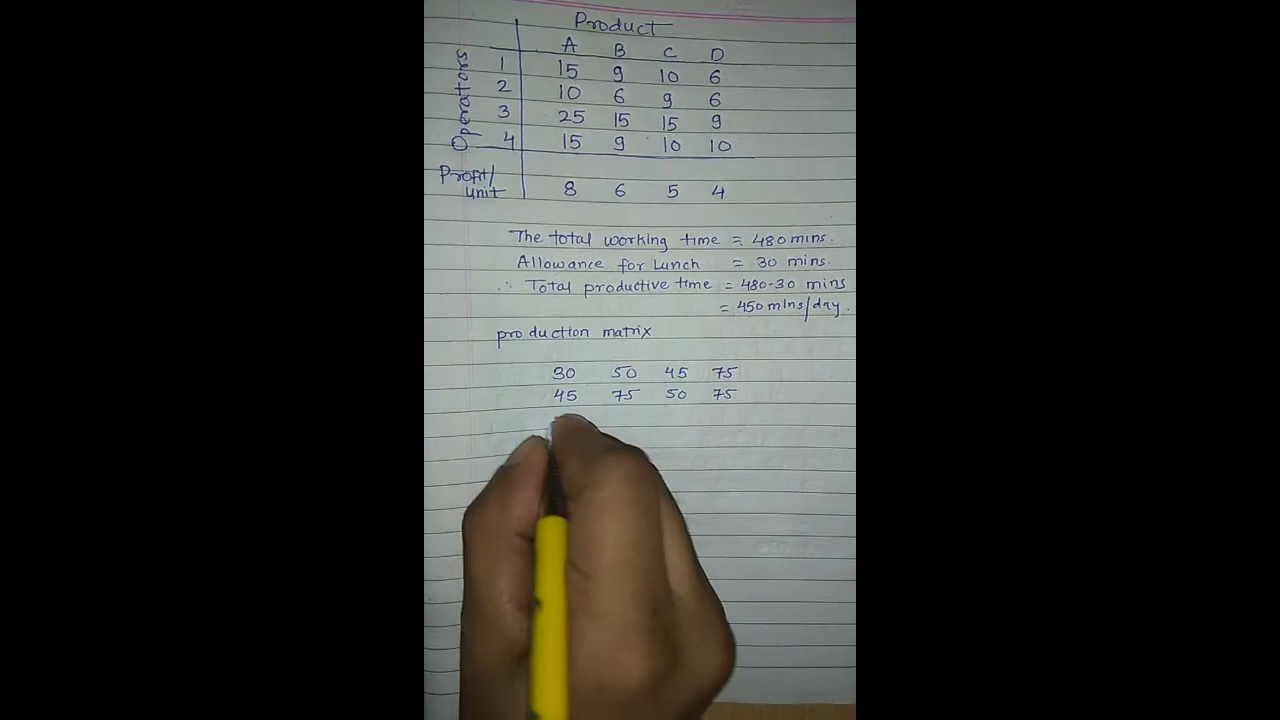 Product
A B C D
Operators
1 15 9 10 6
2 10 6 9 6
3 25 15 15 9
4 15 9 10 10
Profit/
unit 8 6 5 4
The total working time = 480 mins.
Allowance for Lunch = 30 mins.
∴ Total productive time = 480-30 mins
= 450 mins/day.
production matrix
30 50 45 75
45 75 50 75